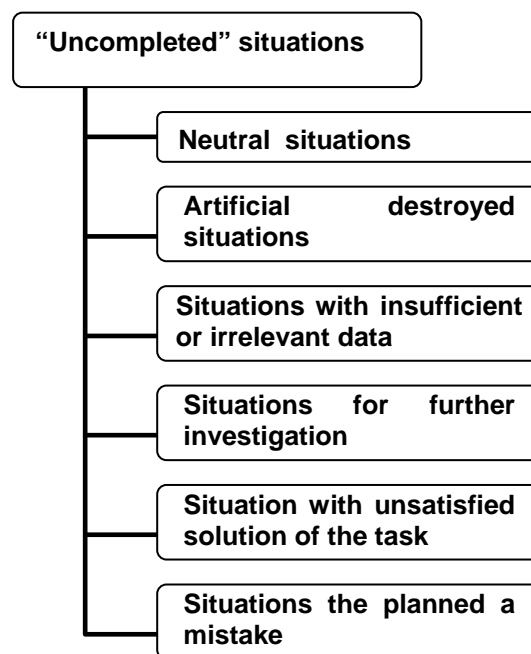 “Uncompleted” situations
Neutral situations
Artificial destroyed
situations
Situations with insufficient
or irrelevant data
Situations for further
investigation
Situation with unsatisfied
solution of the task
Situations the planned a
mistake